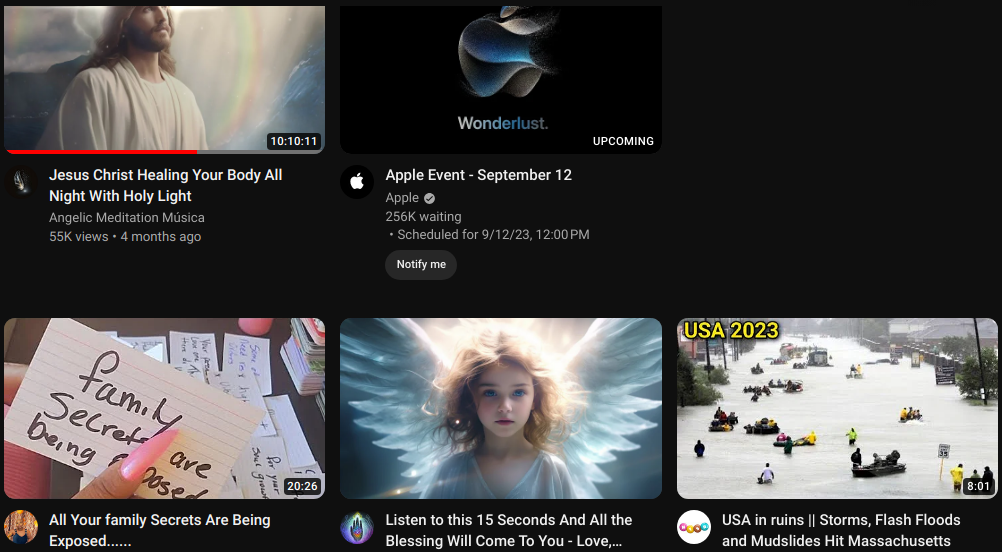 10:10:11
Jesus Christ Healing Your Body All
Night With Holy Light
Angelic Meditation Música
55K views • 4 months ago
Wonderlust.
UPCOMING
Apple Event - September 12
Apple
256K waiting
• Scheduled for 9/12/23, 12:00 PM
Notify me
family
Secrets are
being
20:26
All Your family Secrets Are Being
Exposed......
Listen to this 15 Seconds And All the
Blessing Will Come To You - Love,...
USA 2023
8:01
USA in ruins || Storms, Flash Floods
and Mudslides Hit Massachusetts